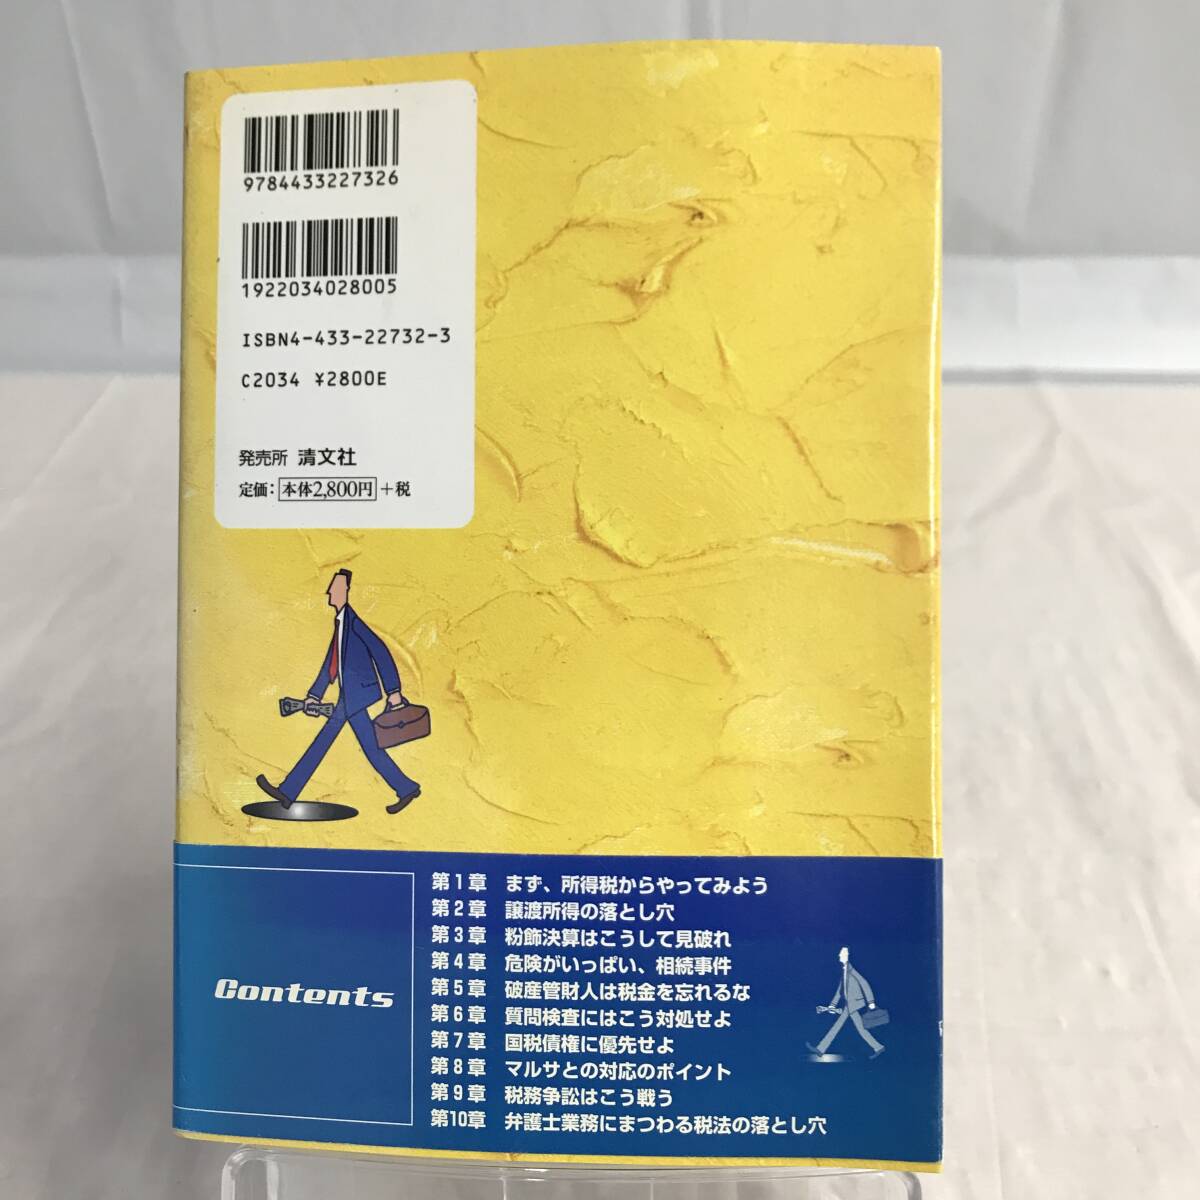 9784433227326
1922034028005
ISBN4-433-22732-3
C2034 ¥2800E
発売所 清文社
定価：本体2,800円＋税
Contents
第1章 まず、所得税からやってみよう
第2章 譲渡所得の落とし穴
第3章 粉飾決算はこうして見破れ
第4章 危険がいっぱい、相続事件
第5章 破産管財人は税金を忘れるな
第6章 質問検査にはこう対処せよ
第7章 国税債権に優先せよ
第8章 マルサとの対応のポイント
第9章 税務争訟はこう戦う
第10章 弁護士業務にまつわる税法の落とし穴